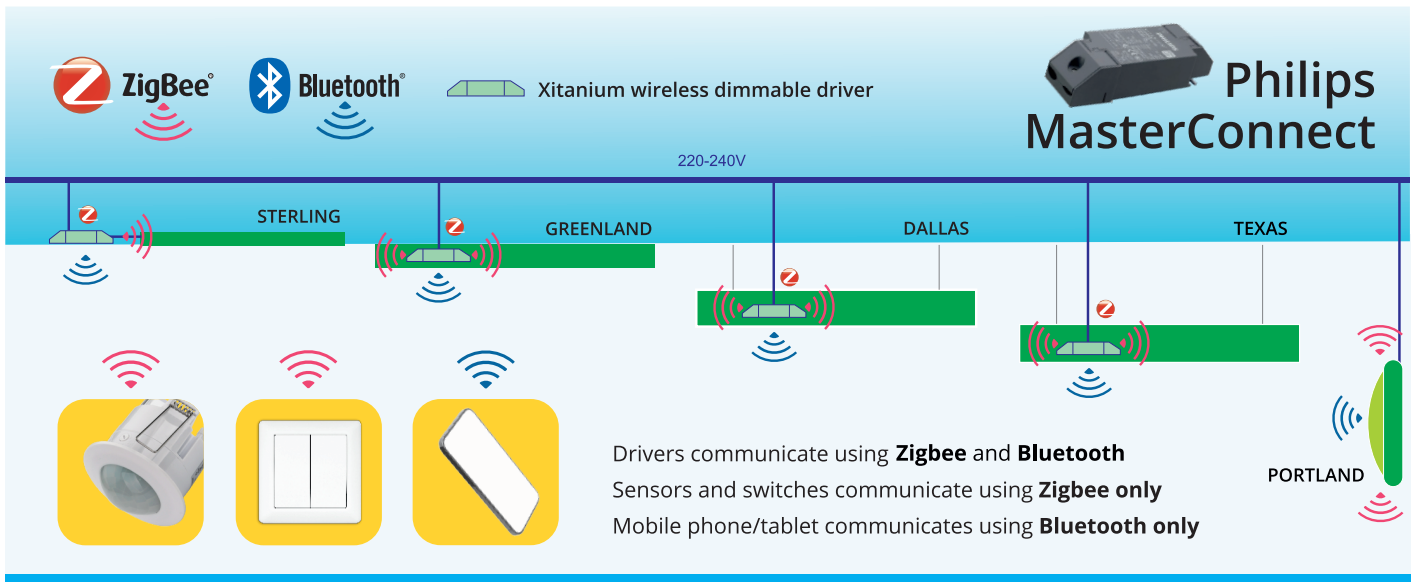 ZigBee®
Bluetooth®
Xitanium wireless dimmable driver
Philips
MasterConnect
220-240V
STERLING
GREENLAND
DALLAS
TEXAS
PORTLAND
Drivers communicate using Zigbee and Bluetooth
Sensors and switches communicate using Zigbee only
Mobile phone/tablet communicates using Bluetooth only